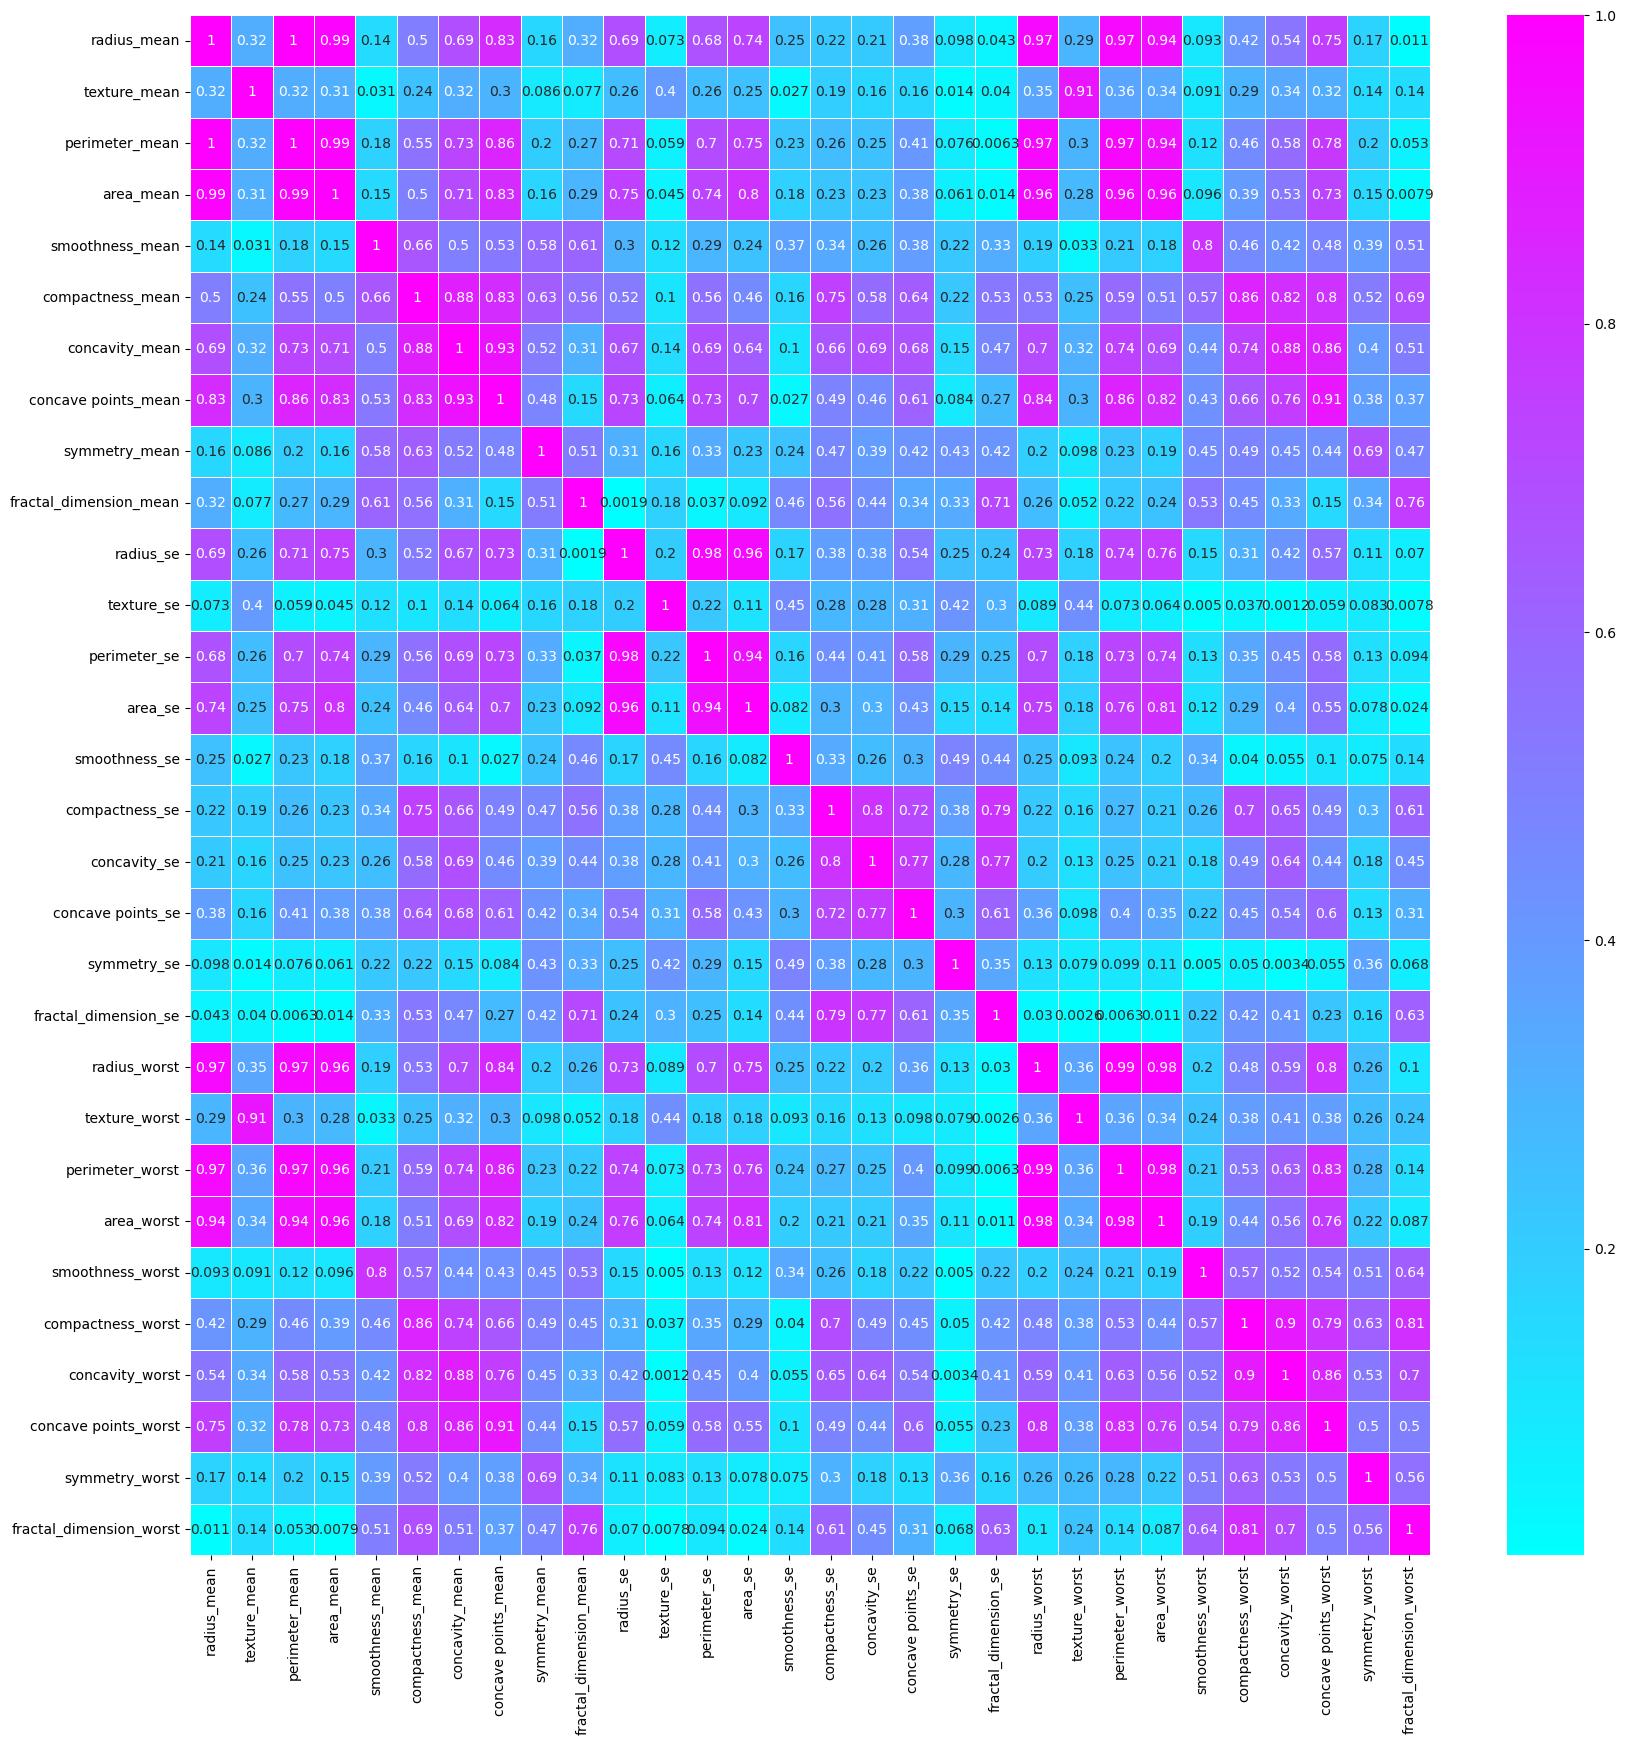 radius_mean 1 0.32 1 0.99 0.14 0.5 0.69 0.83 0.16 0.32 0.69 0.073 0.68 0.74 0.25 0.22 0.21 0.38 0.098 0.043 0.97 0.29 0.97 0.94 0.093 0.42 0.54 0.75 0.17 0.011
texture_mean 0.32 1 0.32 0.31 0.031 0.24 0.32 0.3 0.086 0.077 0.26 0.4 0.26 0.25 0.027 0.19 0.16 0.16 0.014 0.04 0.35 0.91 0.36 0.34 0.091 0.29 0.34 0.32 0.14 0.14
perimeter_mean 1 0.32 1 0.99 0.18 0.55 0.73 0.86 0.2 0.27 0.71 0.059 0.7 0.75 0.23 0.26 0.25 0.41 0.076 0.0063 0.97 0.3 0.97 0.94 0.12 0.46 0.58 0.78 0.2 0.053
area_mean 0.99 0.31 0.99 1 0.15 0.5 0.71 0.83 0.16 0.29 0.75 0.045 0.74 0.8 0.18 0.23 0.23 0.38 0.061 0.014 0.96 0.28 0.96 0.96 0.096 0.39 0.53 0.73 0.15 0.0079
smoothness_mean 0.14 0.031 0.18 0.15 1 0.66 0.5 0.53 0.58 0.61 0.3 0.12 0.29 0.24 0.37 0.34 0.26 0.38 0.22 0.33 0.19 0.033 0.21 0.18 0.8 0.46 0.42 0.48 0.39 0.51
compactness_mean 0.5 0.24 0.55 0.5 0.66 1 0.88 0.83 0.63 0.56 0.52 0.1 0.56 0.46 0.16 0.75 0.58 0.64 0.22 0.53 0.53 0.25 0.59 0.51 0.57 0.86 0.82 0.8 0.52 0.69
concavity_mean 0.69 0.32 0.73 0.71 0.5 0.88 1 0.93 0.52 0.31 0.67 0.14 0.69 0.64 0.1 0.66 0.69 0.68 0.15 0.47 0.7 0.32 0.74 0.69 0.44 0.74 0.88 0.86 0.4 0.51
concave points_mean 0.83 0.3 0.86 0.83 0.53 0.83 0.93 1 0.48 0.15 0.73 0.064 0.73 0.7 0.027 0.49 0.46 0.61 0.084 0.27 0.84 0.3 0.86 0.82 0.43 0.66 0.76 0.91 0.38 0.37
symmetry_mean 0.16 0.086 0.2 0.16 0.58 0.63 0.52 0.48 1 0.51 0.31 0.16 0.33 0.23 0.24 0.47 0.39 0.42 0.43 0.42 0.2 0.098 0.23 0.19 0.45 0.49 0.45 0.44 0.69 0.47
fractal_dimension_mean 0.32 0.077 0.27 0.29 0.61 0.56 0.31 0.15 0.51 1 0.0019 0.18 0.037 0.092 0.46 0.56 0.44 0.34 0.33 0.71 0.26 0.052 0.22 0.24 0.53 0.45 0.33 0.15 0.34 0.76
radius_se 0.69 0.26 0.71 0.75 0.3 0.52 0.67 0.73 0.31 0.0019 1 0.2 0.98 0.96 0.17 0.38 0.38 0.54 0.25 0.24 0.73 0.18 0.74 0.76 0.15 0.31 0.42 0.57 0.11 0.07
texture_se 0.073 0.4 0.059 0.045 0.12 0.1 0.14 0.064 0.16 0.18 0.2 1 0.22 0.11 0.45 0.28 0.28 0.31 0.42 0.3 0.089 0.44 0.073 0.064 0.005 0.037 0.0012 0.059 0.083 0.0078
perimeter_se 0.68 0.26 0.7 0.74 0.29 0.56 0.69 0.73 0.33 0.037 0.98 0.22 1 0.94 0.16 0.44 0.41 0.58 0.29 0.25 0.7 0.18 0.73 0.74 0.13 0.35 0.45 0.58 0.13 0.094
area_se 0.74 0.25 0.75 0.8 0.24 0.46 0.64 0.7 0.23 0.092 0.96 0.11 0.94 1 0.082 0.3 0.3 0.43 0.15 0.14 0.75 0.18 0.76 0.81 0.12 0.29 0.4 0.55 0.078 0.024
smoothness_se 0.25 0.027 0.23 0.18 0.37 0.16 0.1 0.027 0.24 0.46 0.17 0.45 0.16 0.082 1 0.33 0.26 0.3 0.49 0.44 0.25 0.093 0.24 0.2 0.34 0.04 0.055 0.1 0.075 0.14
compactness_se 0.22 0.19 0.26 0.23 0.34 0.75 0.66 0.49 0.47 0.56 0.38 0.28 0.44 0.3 0.33 1 0.8 0.72 0.38 0.79 0.22 0.16 0.27 0.21 0.26 0.7 0.65 0.49 0.3 0.61
concavity_se 0.21 0.16 0.25 0.23 0.26 0.58 0.69 0.46 0.39 0.44 0.38 0.28 0.41 0.3 0.26 0.8 1 0.77 0.28 0.77 0.2 0.13 0.25 0.21 0.18 0.49 0.64 0.44 0.18 0.45
concave points_se 0.38 0.16 0.41 0.38 0.38 0.64 0.68 0.61 0.42 0.34 0.54 0.31 0.58 0.43 0.3 0.72 0.77 1 0.3 0.61 0.36 0.098 0.4 0.35 0.22 0.45 0.54 0.6 0.13 0.31
symmetry_se 0.098 0.014 0.076 0.061 0.22 0.22 0.15 0.084 0.43 0.33 0.25 0.42 0.29 0.15 0.49 0.38 0.28 0.3 1 0.35 0.13 0.079 0.099 0.11 0.005 0.05 0.0034 0.055 0.36 0.068
fractal_dimension_se 0.043 0.04 0.0063 0.014 0.33 0.53 0.47 0.27 0.42 0.71 0.24 0.3 0.25 0.14 0.44 0.79 0.77 0.61 0.35 1 0.03 0.0026 0.0063 0.011 0.22 0.42 0.41 0.23 0.16 0.63
radius_worst 0.97 0.35 0.97 0.96 0.19 0.53 0.7 0.84 0.2 0.26 0.73 0.089 0.7 0.75 0.25 0.22 0.2 0.36 0.13 0.03 1 0.36 0.99 0.98 0.2 0.48 0.59 0.8 0.26 0.1
texture_worst 0.29 0.91 0.3 0.28 0.033 0.25 0.32 0.3 0.098 0.052 0.18 0.44 0.18 0.18 0.093 0.16 0.13 0.098 0.079 0.0026 0.36 1 0.36 0.34 0.24 0.38 0.41 0.38 0.26 0.24
perimeter_worst 0.97 0.36 0.97 0.96 0.21 0.59 0.74 0.86 0.23 0.22 0.74 0.073 0.73 0.76 0.24 0.27 0.25 0.4 0.099 0.0063 0.99 0.36 1 0.98 0.21 0.53 0.63 0.83 0.28 0.14
area_worst 0.94 0.34 0.94 0.96 0.18 0.51 0.69 0.82 0.19 0.24 0.76 0.064 0.74 0.81 0.2 0.21 0.21 0.35 0.11 0.011 0.98 0.34 0.98 1 0.19 0.44 0.56 0.76 0.22 0.087
smoothness_worst 0.093 0.091 0.12 0.096 0.8 0.57 0.44 0.43 0.45 0.53 0.15 0.005 0.13 0.12 0.34 0.26 0.18 0.22 0.005 0.22 0.2 0.24 0.21 0.19 1 0.57 0.52 0.54 0.51 0.64
compactness_worst 0.42 0.29 0.46 0.39 0.46 0.86 0.74 0.66 0.49 0.45 0.31 0.037 0.35 0.29 0.04 0.7 0.49 0.45 0.05 0.42 0.48 0.38 0.53 0.44 0.57 1 0.9 0.79 0.63 0.81
concavity_worst 0.54 0.34 0.58 0.53 0.42 0.82 0.88 0.76 0.45 0.33 0.42 0.0012 0.45 0.4 0.055 0.65 0.64 0.54 0.0034 0.41 0.59 0.41 0.63 0.56 0.52 0.9 1 0.86 0.53 0.7
concave points_worst 0.75 0.32 0.78 0.73 0.48 0.8 0.86 0.91 0.44 0.15 0.57 0.059 0.58 0.55 0.1 0.49 0.44 0.6 0.055 0.23 0.8 0.38 0.83 0.76 0.54 0.79 0.86 1 0.5 0.5
symmetry_worst 0.17 0.14 0.2 0.15 0.39 0.52 0.4 0.38 0.69 0.34 0.11 0.083 0.13 0.078 0.075 0.3 0.18 0.13 0.36 0.16 0.26 0.26 0.28 0.22 0.51 0.63 0.53 0.5 1 0.56
fractal_dimension_worst 0.011 0.14 0.053 0.0079 0.51 0.69 0.51 0.37 0.47 0.76 0.07 0.0078 0.094 0.024 0.14 0.61 0.45 0.31 0.068 0.63 0.1 0.24 0.14 0.087 0.64 0.81 0.7 0.5 0.56 1
radius_mean
texture_mean
perimeter_mean
area_mean
smoothness_mean
compactness_mean
concavity_mean
concave points_mean
symmetry_mean
fractal_dimension_mean
radius_se
texture_se
perimeter_se
area_se
smoothness_se
compactness_se
concavity_se
concave points_se
symmetry_se
fractal_dimension_se
radius_worst
texture_worst
perimeter_worst
area_worst
smoothness_worst
compactness_worst
concavity_worst
concave points_worst
symmetry_worst
fractal_dimension_worst
1.0
0.8
0.6
0.4
0.2